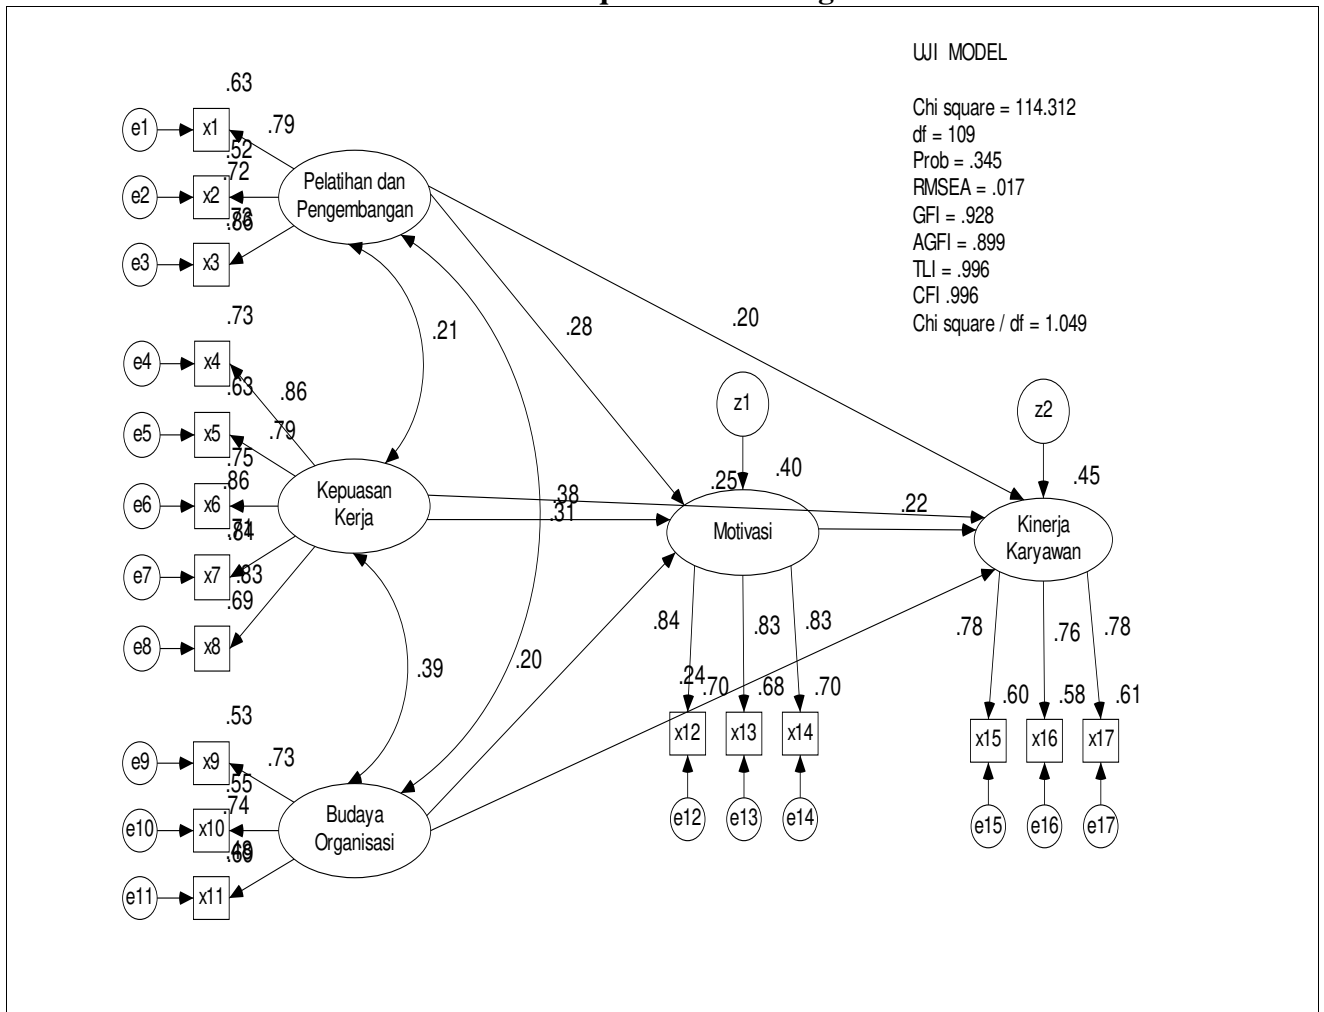 UJI MODEL
Chi square = 114.312
df = 109
Prob = .345
RMSEA = .017
GFI = .928
AGFI = .899
TLI = .996
CFI .996
Chi square / df = 1.049
.63
e1
x1
.79
.52
.72
e2
x2
Pelatihan dan
Pengembangan
.86
e3
x3
.73
e4
x4
.86
.63
e5
x5
.79
.75
.86
e6
x6
Kepuasan
Kerja
.71
.84
e7
x7
.83
.69
e8
x8
.53
e9
x9
.73
.55
.74
e10
x10
Budaya
Organisasi
.48
.69
e11
x11
.21
.39
.20
.28
.20
.38
.31
.25
.40
.22
.24
z1
Motivasi
z2
.45
Kinerja
Karyawan
.84
.83
.83
.70
.68
.70
x12
x13
x14
e12
e13
e14
.78
.76
.78
.60
.58
.61
x15
x16
x17
e15
e16
e17